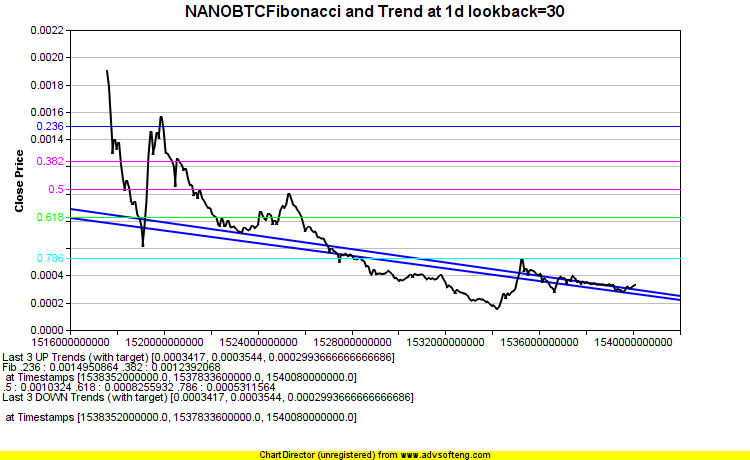 NANOBTCFibonacci and Trend at 1d lookback=30
Close Price
0.0022
0.0020
0.0018
0.0016
0.236
0.0014
0.382
0.5
0.618
0.786
0.0004
0.0002
0.0000
1516000000000 1520000000000 1524000000000 1528000000000 1532000000000 1536000000000 1540000000000
Last 3 UP Trends (with target) [0.0003417, 0.0003544, 0.00029936666666666686]
Fib .236 : 0.0014950864 .382 : 0.0012392068
at Timestamps [1538352000000.0, 1537833600000.0, 1540080000000.0]
.5 : 0.0010324 .618 : 0.0008255932 .786 : 0.0005311564
Last 3 DOWN Trends (with target) [0.0003417, 0.0003544, 0.00029936666666666686]
at Timestamps [1538352000000.0, 1537833600000.0, 1540080000000.0]
ChartDirector (unregistered) from www.advsofteng.com